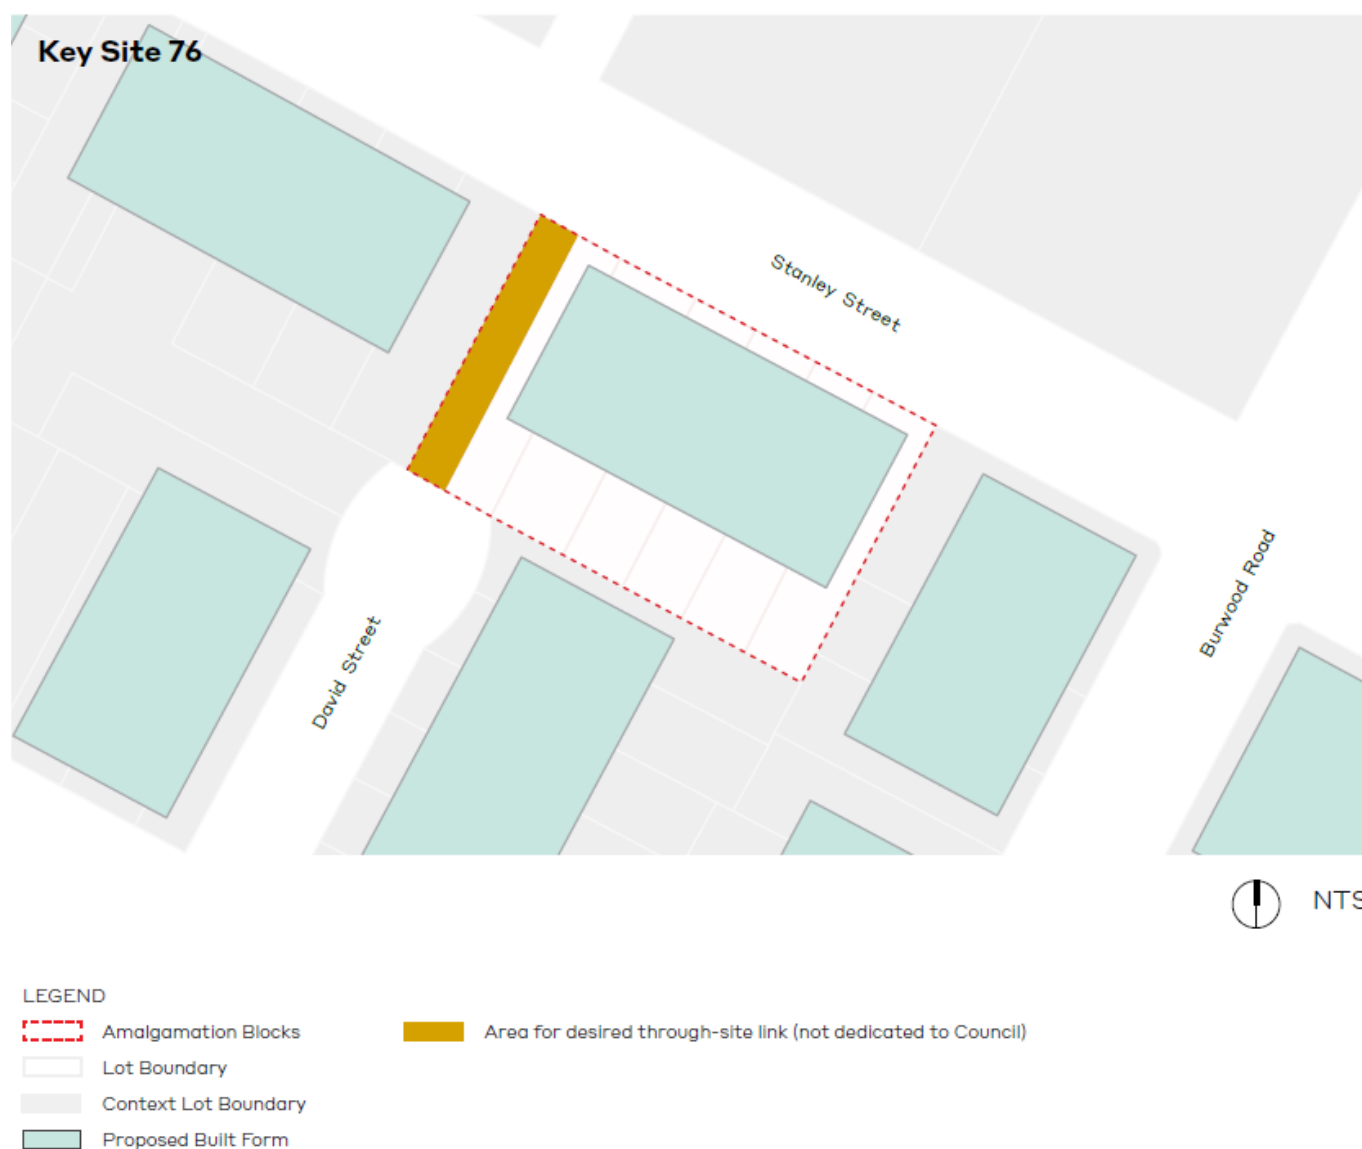 Key Site 76
Stanley Street
Burwood Road
David Street
NTS
LEGEND
Amalgamation Blocks
Area for desired through-site link (not dedicated to Council)
Lot Boundary
Context Lot Boundary
Proposed Built Form